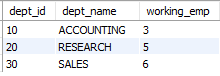 dept_id dept_name working_emp
10 ACCOUNTING 3
20 RESEARCH 5
30 SALES 6